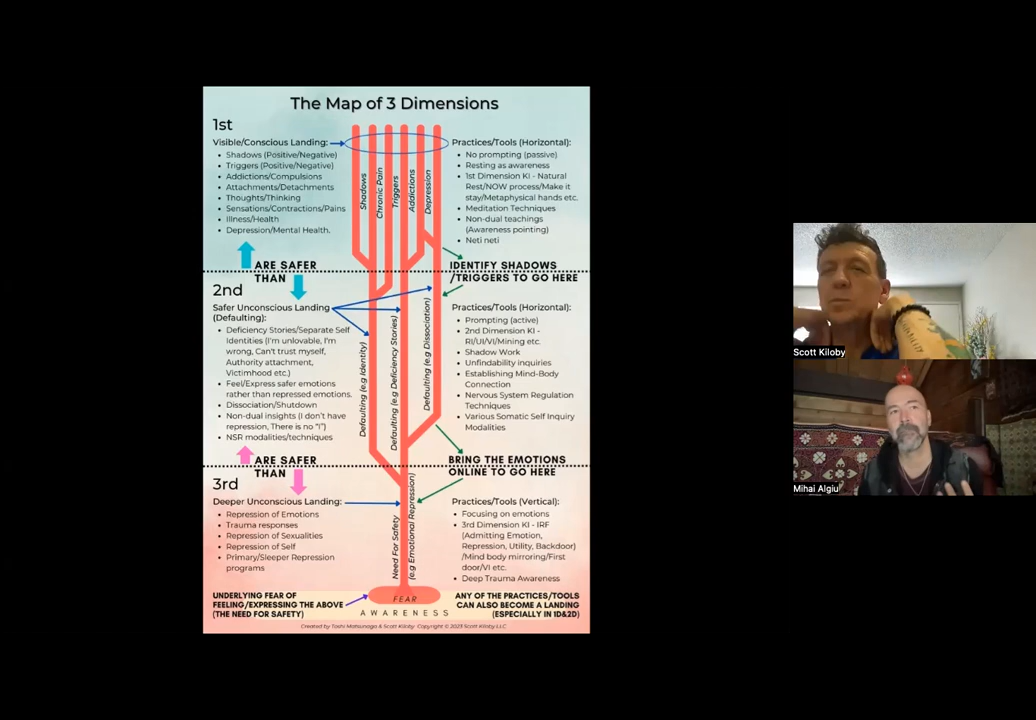 The Map of 3 Dimensions
1st
Visible/Conscious Landing:
Shadows (Positive/Negative)
Triggers (Positive/Negative)
Addictions/Compulsions
Attachments/Detachments
Thoughts/Thinking
Sensations/Contractions/Pains
Illness/Health
Depression/Mental Health.
Shadows
Chronic Pain
Triggers
Addictions
Depression
Practices/Tools (Horizontal):
No prompting (passive)
Resting as awareness
1st Dimension KI - Natural
Rest/NOW process/Make it
stay/Metaphysical hands etc.
Meditation Techniques
Non-dual teachings
(Awareness pointing)
Neti neti
ARE SAFER
THAN
IDENTIFY SHADOWS
/TRIGGERS TO GO HERE
2nd
Safer Unconscious Landing
(Defaulting):
Deficiency Stories/Separate Self
Identities (I'm unlovable, I'm
wrong, Can't trust myself,
Authority attachment,
Victimhood etc.)
Feel/Express safer emotions
rather than repressed emotions.
Dissociation/Shutdown
Non-dual insights (I don't have
repression, There is no "I")
NSR modalities/techniques
Defaulting (e.g Identity)
Defaulting (e.g Deficiency Stories)
Defaulting (e.g Dissociation)
Practices/Tools (Horizontal):
Prompting (active)
2nd Dimension KI -
RI/UI/VI/Mining etc.
Shadow Work
Unfindability inquiries
Establishing Mind-Body
Connection
Nervous System Regulation
Techniques
Various Somatic Self Inquiry
Modalities
ARE SAFER
THAN
BRING THE EMOTIONS
ONLINE TO GO HERE
3rd
Deeper Unconscious Landing:
Repression of Emotions
Trauma responses
Repression of Sexualities
Repression of Self
Primary/Sleeper Repression
programs
Need For Safety
(e.g Emotional Repression)
Practices/Tools (Vertical):
Focusing on emotions
3rd Dimension KI - IRF
(Admitting Emotion,
Repression, Utility, Backdoor)
/Mind body mirroring/First
door/VI etc.
Deep Trauma Awareness
UNDERLYING FEAR OF
FEELING/EXPRESSING THE ABOVE
(THE NEED FOR SAFETY)
FEAR
AWARENESS
ANY OF THE PRACTICES/TOOLS
CAN ALSO BECOME A LANDING
(ESPECIALLY IN 1D&2D)
Created by Toshi Matsunaga & Scott Kiloby Copyright © 2023 Scott Kiloby LLC
Scott Kiloby
Mihai Algiu